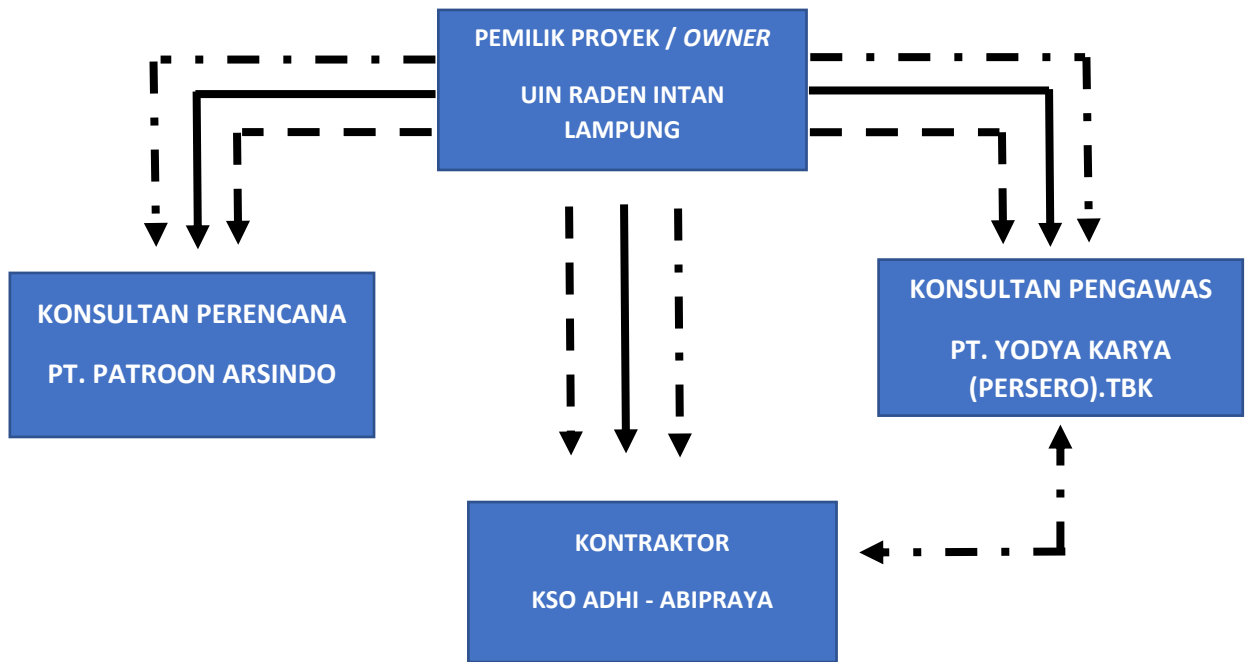 PEMILIK PROYEK / OWNER
UIN RADEN INTAN
LAMPUNG
KONSULTAN PERENCANA
PT. PATROON ARSINDO
KONSULTAN PENGAWAS
PT. YODYA KARYA
(PERSERO).TBK
KONTRAKTOR
KSO ADHI - ABIPRAYA